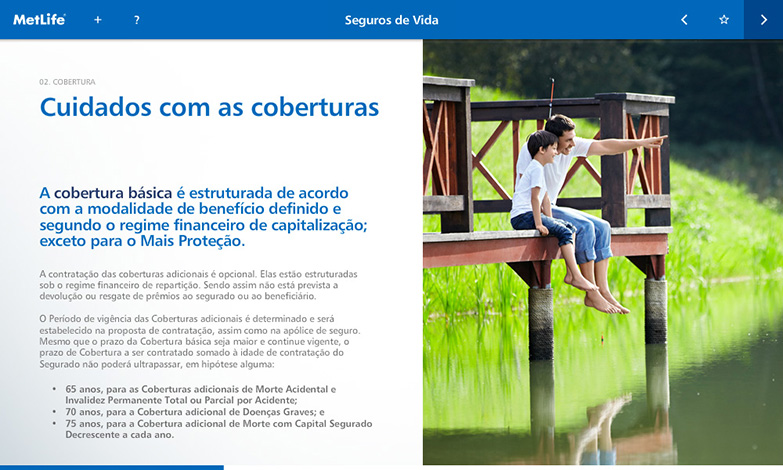 MetLife
+
?
Seguros de Vida
02. COBERTURA
Cuidados com as coberturas
A cobertura básica é estruturada de acordo
com a modalidade de benefício definido e
segundo o regime financeiro de capitalização;
exceto para o Mais Proteção.
A contratação das coberturas adicionais é opcional. Elas estão estruturadas
sob o regime financeiro de repartição. Sendo assim não está prevista a
devolução ou resgate de prêmios ao segurado ou ao beneficiário.
O Período de vigência das Coberturas adicionais é determinado e será
estabelecido na proposta de contratação, assim como na apólice de seguro.
Mesmo que o prazo da Cobertura básica seja maior e continue vigente, o
prazo de Cobertura a ser contratado somado à idade de contratação do
Segurado não poderá ultrapassar, em hipótese alguma:
• 65 anos, para as Coberturas adicionais de Morte Acidental e
Invalidez Permanente Total ou Parcial por Acidente;
• 70 anos, para a Cobertura adicional de Doenças Graves; e
• 75 anos, para a Cobertura adicional de Morte com Capital Segurado
Decrescente a cada ano.